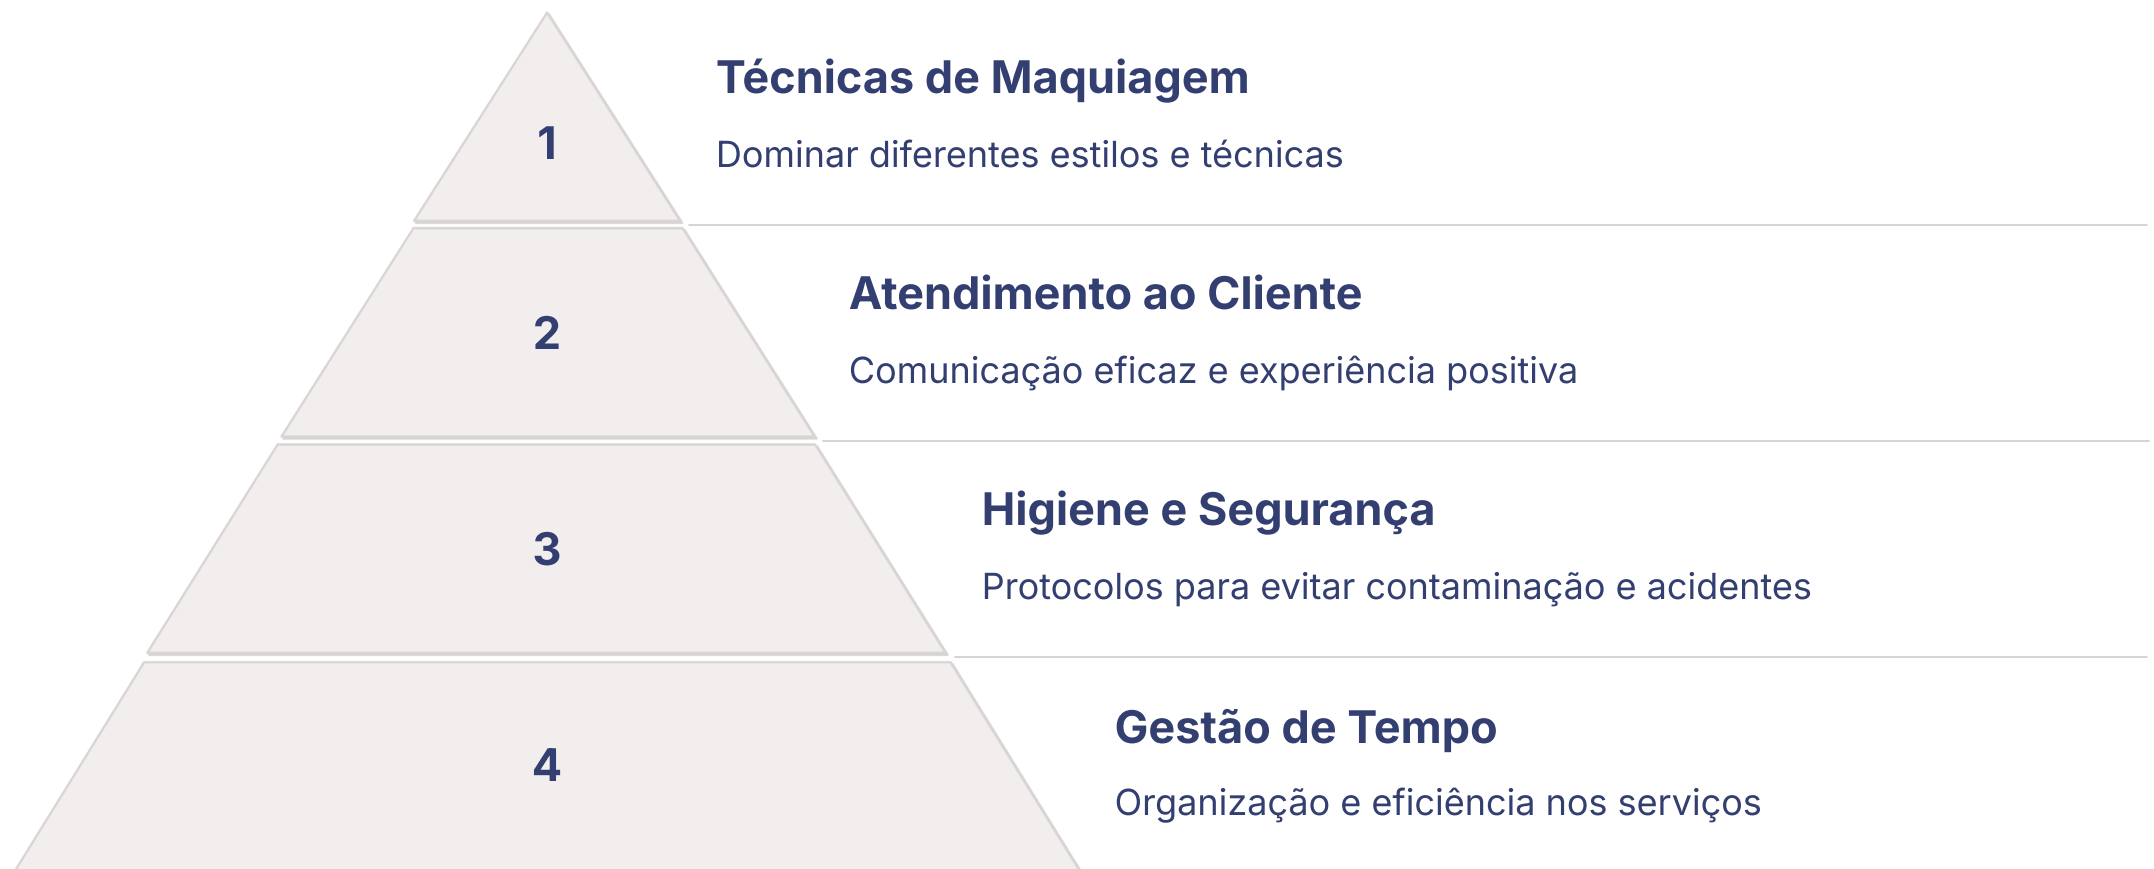 1
Técnicas de Maquiagem
Dominar diferentes estilos e técnicas
2
Atendimento ao Cliente
Comunicação eficaz e experiência positiva
3
Higiene e Segurança
Protocolos para evitar contaminação e acidentes
4
Gestão de Tempo
Organização e eficiência nos serviços